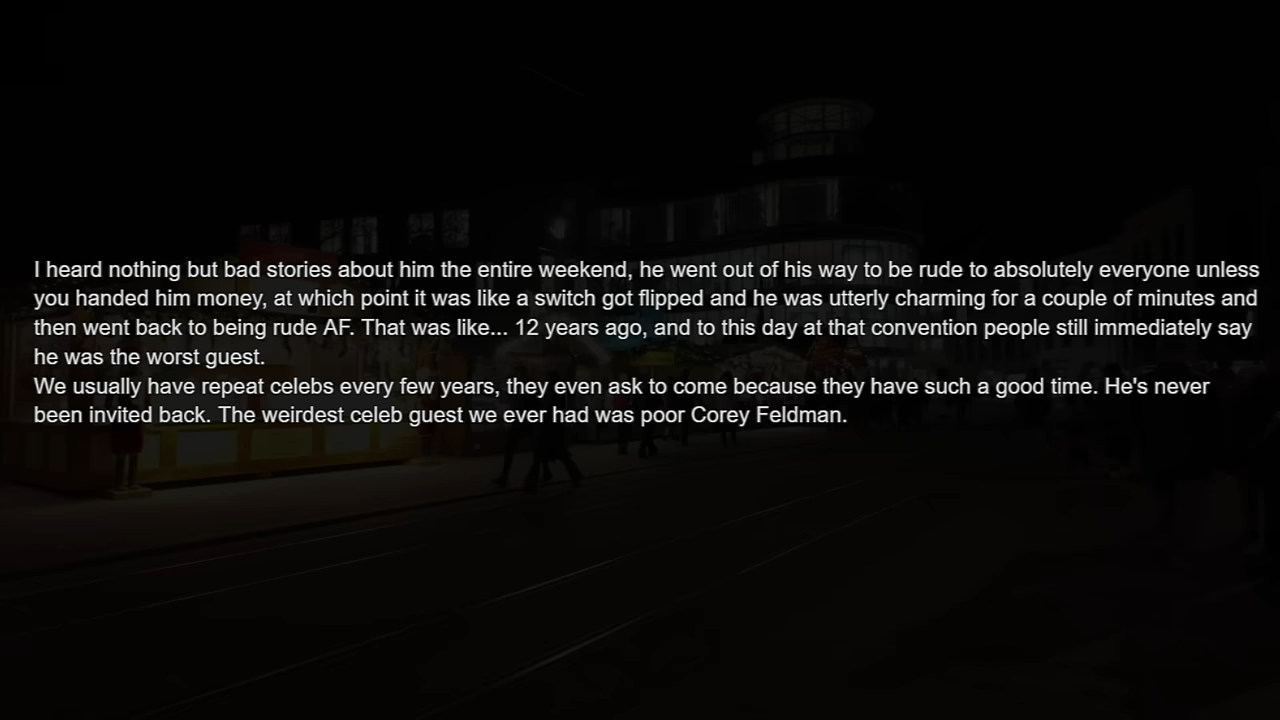 I heard nothing but bad stories about him the entire weekend, he went out of his way to be rude to absolutely everyone unless
you handed him money, at which point it was like a switch got flipped and he was utterly charming for a couple of minutes and
then went back to being rude AF. That was like... 12 years ago, and to this day at that convention people still immediately say
he was the worst guest.
We usually have repeat celebs every few years, they even ask to come because they have such a good time. He's never
been invited back. The weirdest celeb guest we ever had was poor Corey Feldman.